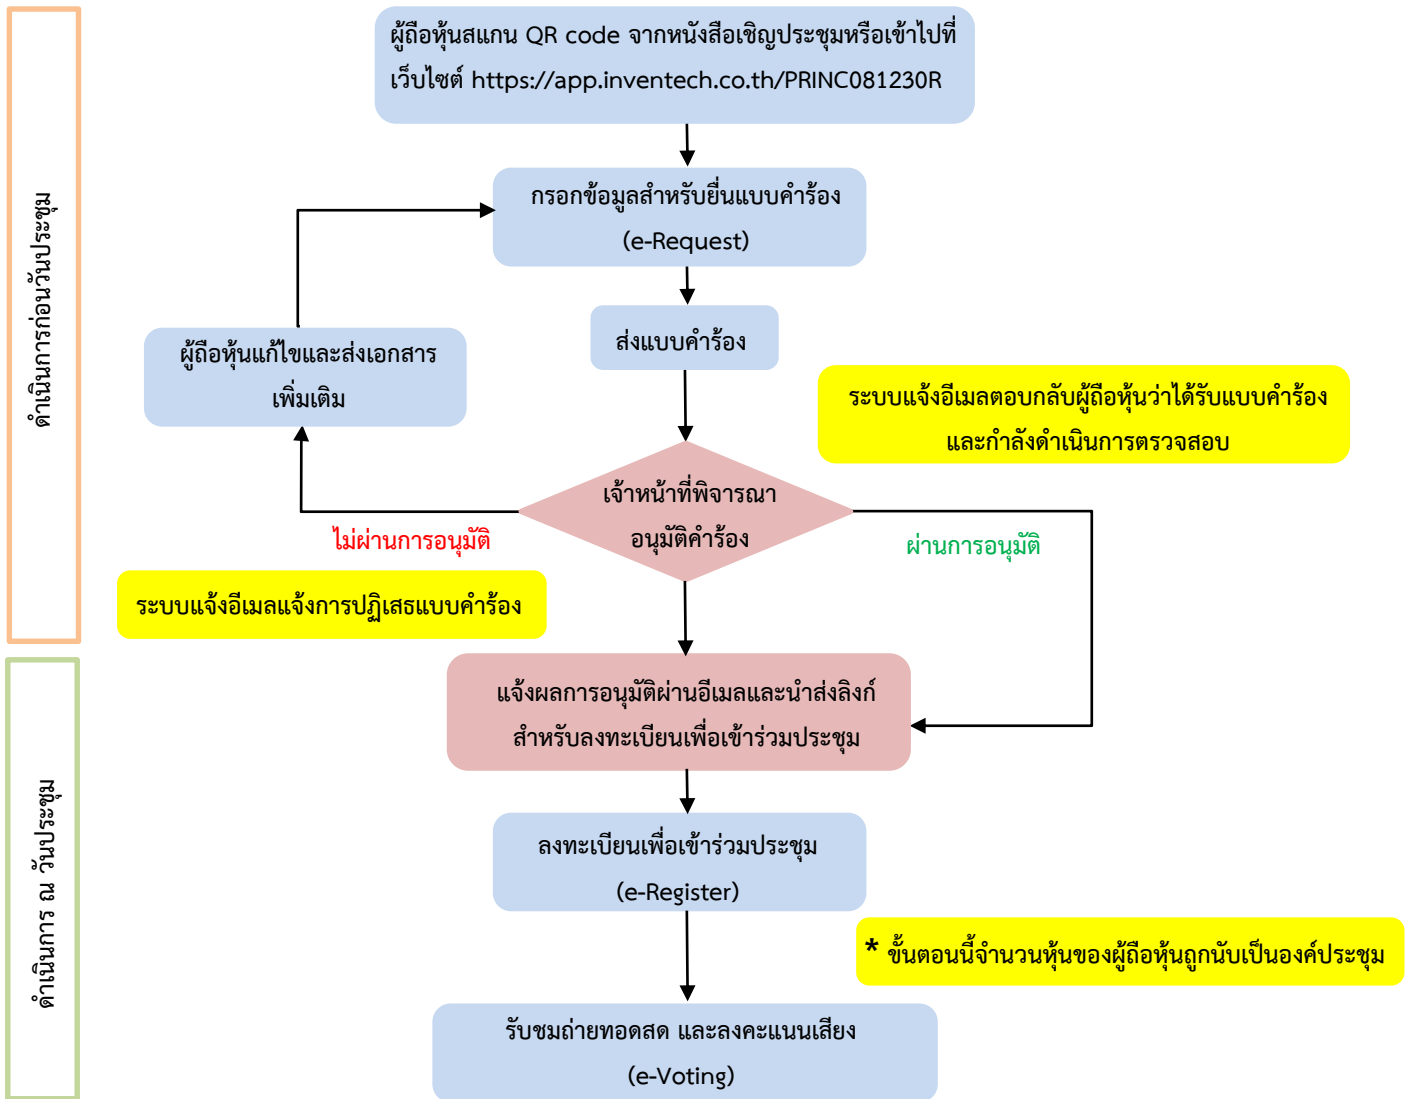 ดำเนินการก่อนวันประชุม
ผู้ถือหุ้นสแกน QR code จากหนังสือเชิญประชุมหรือเข้าไปที่
เว็บไซต์ https://app.inventech.co.th/PRINC081230R
กรอกข้อมูลสำหรับยื่นแบบคำร้อง
(e-Request)
ส่งแบบคำร้อง
ผู้ถือหุ้นแก้ไขและส่งเอกสาร
เพิ่มเติม
ระบบแจ้งอีเมลตอบกลับผู้ถือหุ้นว่าได้รับแบบคำร้อง
และกำลังดำเนินการตรวจสอบ
เจ้าหน้าที่พิจารณา
อนุมัติคำร้อง
ไม่ผ่านการอนุมัติ
ผ่านการอนุมัติ
ระบบแจ้งอีเมลแจ้งการปฏิเสธแบบคำร้อง
ดำเนินการ ณ วันประชุม
แจ้งผลการอนุมัติผ่านอีเมลและนำส่งลิงก์
สำหรับลงทะเบียนเพื่อเข้าร่วมประชุม
ลงทะเบียนเพื่อเข้าร่วมประชุม
(e-Register)
* ขั้นตอนนี้จำนวนหุ้นของผู้ถือหุ้นถูกนับเป็นองค์ประชุม
รับชมถ่ายทอดสด และลงคะแนนเสียง
(e-Voting)